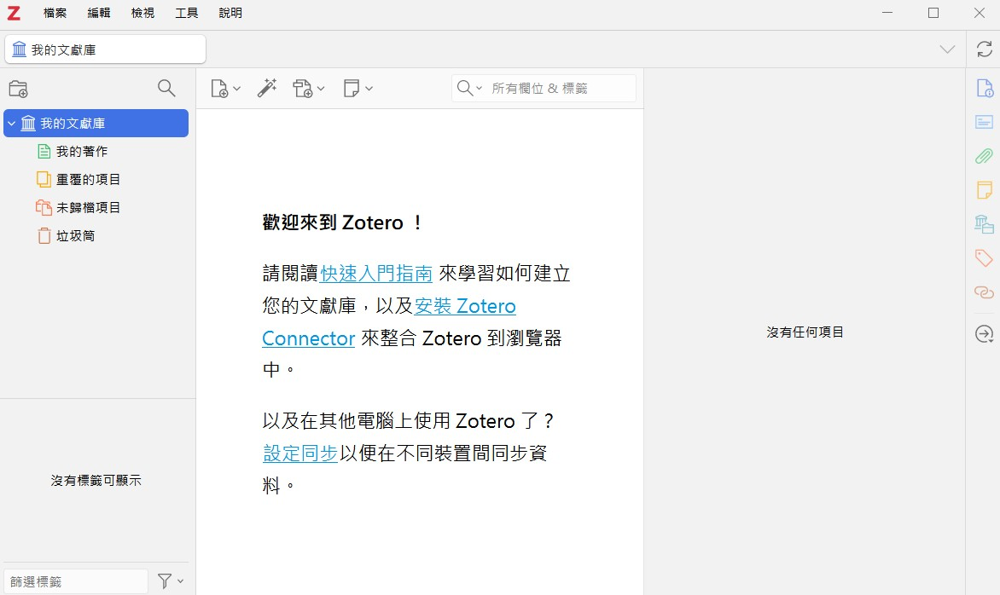 Z 檔案 編輯 檢視 工具 說明
我的文獻庫
所有欄位 & 標籤
我的文獻庫
我的著作
重覆的項目
未歸檔項目
垃圾筒
歡迎來到 Zotero ！
請閱讀快速入門指南 來學習如何建立
您的文獻庫，以及安裝 Zotero
Connector 來整合 Zotero 到瀏覽器
中。
以及在其他電腦上使用 Zotero 了？
設定同步以便在不同裝置間同步資
料。
沒有任何項目
沒有標籤可顯示
篩選標籤